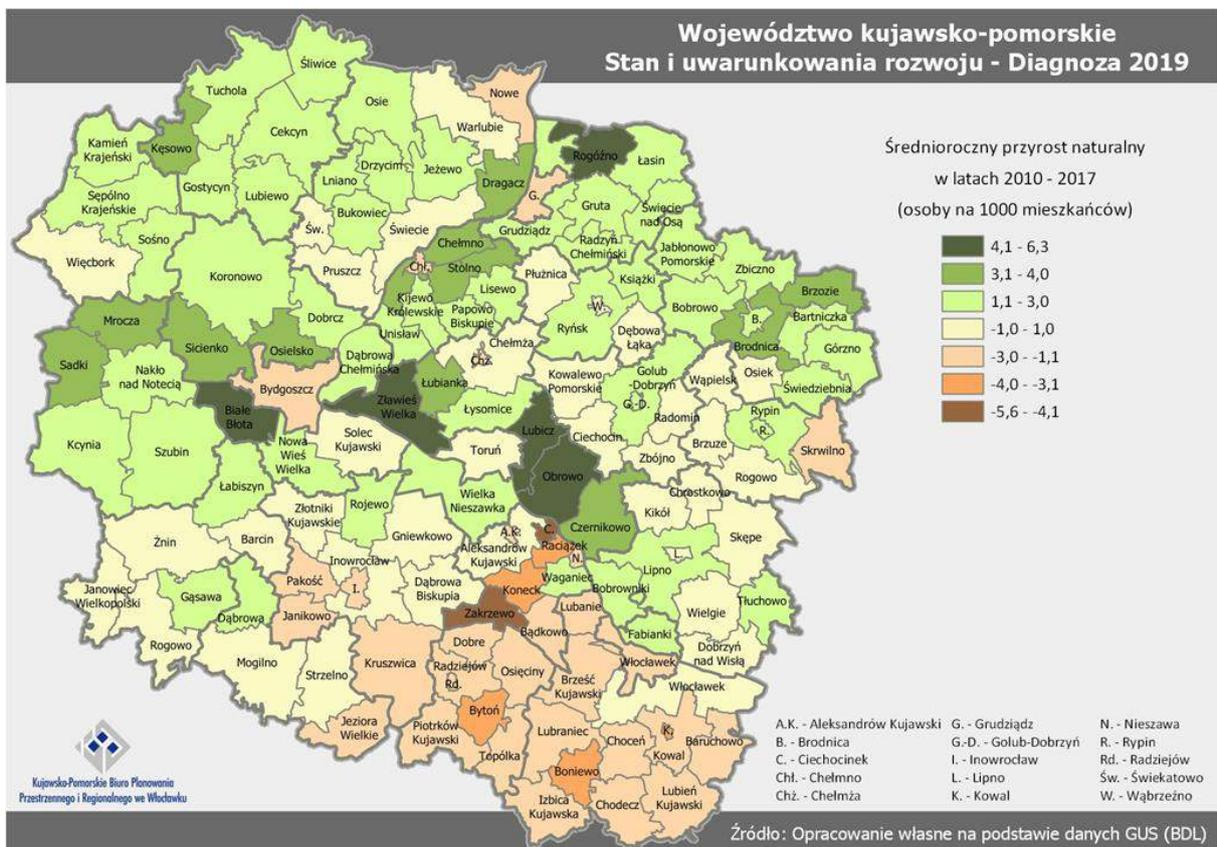 Województwo kujawsko-pomorskie
Stan i uwarunkowania rozwoju - Diagnoza 2019
Średnioroczny przyrost naturalny
w latach 2010 - 2017
(osoby na 1000 mieszkańców)
4,1 - 6,3
3,1 - 4,0
1,1 - 3,0
-1,0 - 1,0
-3,0 - -1,1
-4,0 - -3,1
-5,6 - -4,1
Śliwice
Tuchola
Nowe
Osie
Warlubie
Cekcyn
Kamień
Krajeński
Kęsowo
Rogóźno
Łasin
Drzycim
Jeżewo
Lniano
Dragacz
Gostycyn
Lubiewo
G.
Sępólno
Krajeńskie
Bukowiec
Gruta
Święcie
nad Osą
Św.
Świecie
Grudziądz
Sośno
Radzyń
Chełmiński
Jabłonowo
Pomorskie
Chełmno
Więcbork
Pruszcz
Chł.
Stolno
Płużnica
Książki
Zbiczno
Koronowo
Lisewo
Brzozie
Kijewo
Królewskie
Papowo
Biskupie
W.
Bobrowo
Bartniczka
Mrocza
Dobrcz
Ryńsk
B.
Unisław
Dębowa
Łąka
Brodnica
Sicienko
Osielsko
Chełmża
Górzno
Sadki
Dąbrowa
Chełmińska
Chż.
Nakło
nad Notecią
Kowalewo
Pomorskie
Golub
Dobrzyń
Wąpielsk
Osiek
Świedziebnia
Bydgoszcz
Łubianka
Białe
Błota
Zławieś
Wielka
Łysomice
G.-D.
Radomin
Rypin
R.
Lubicz
Ciechocin
Brzuze
Kcynia
Szubin
Nowa
Wieś
Wielka
Solec
Kujawski
Toruń
Zbójno
Skrwilno
Obrowo
Rogowo
Łabiszyn
Rojewo
Wielka
Nieszawka
Chrostkowo
Złotniki
Kujawskie
Czernikowo
Kikół
Żnin
Barcin
Gniewkowo
A.K.
C.
Skępe
Aleksandrów
Kujawski
Raciążek
N.
L.
Inowrocław
Lipno
Janowiec
Wielkopolski
Gąsawa
Pakość
I.
Dąbrowa
Biskupia
Koneck
Waganiec
Bobrowniki
Dąbrowa
Janikowo
Zakrzewo
Lubanie
Wielgie
Tłuchowo
Rogowo
Bądkowo
Fabianki
Mogilno
Strzelno
Kruszwica
Dobre
Dobrzyń
nad Wisłą
Radziejów
Osięciny
Włocławek
Rd.
Brześć
Kujawski
Włocławek
Jeziora
Wielkie
Piotrków
Kujawski
Bytoń
Lubraniec
Choceń
K.
Kowal
Baruchowo
Topólka
Boniewo
Izbica
Kujawska
Chodecz
Lubień
Kujawski
A.K. - Aleksandrów Kujawski
B. - Brodnica
C. - Ciechocinek
Chł. - Chełmno
Chż. - Chełmża
G. - Grudziądz
G.-D. - Golub-Dobrzyń
I. - Inowrocław
L. - Lipno
K. - Kowal
N. - Nieszawa
R. - Rypin
Rd. - Radziejów
Św. - Świekatowo
W. - Wąbrzeźno
Kujawsko-Pomorskie Biuro Planowania
Przestrzennego i Regionalnego we Włocławku
Źródło: Opracowanie własne na podstawie danych GUS (BDL)